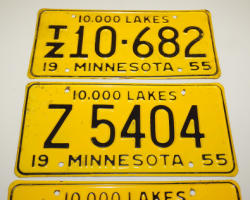 10.000 LAKES
T/Z 10·682
19 MINNESOTA 55
10.000 LAKES
Z 5404
19 MINNESOTA 55
10.000 LAKES